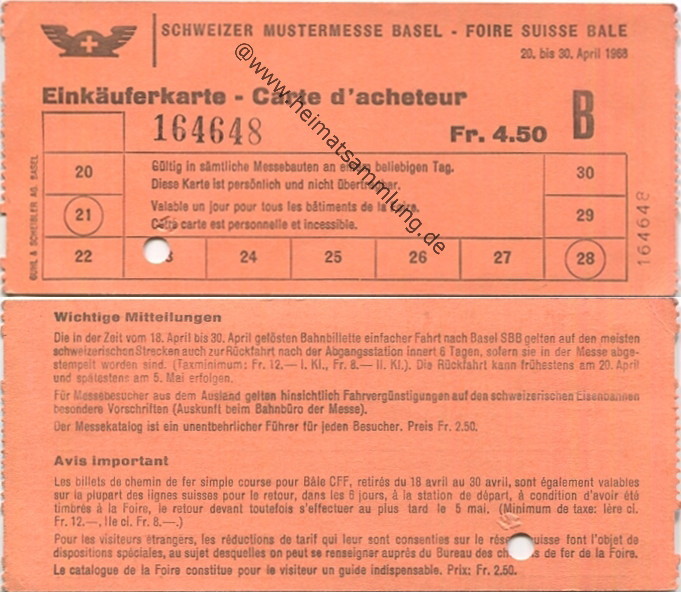 SCHWEIZER MUSTERMESSE BASEL - FOIRE SUISSE BALE
20. bis 30. April 1968
Einkäuferkarte - Carte d'acheteur
164648
Fr. 4.50
B
20
Gültig in sämtliche Messebauten an einem beliebigen Tag.
Diese Karte ist persönlich und nicht übertragbar.
30
21
Valable un jour pour tous les bâtiments de la Foire.
Cette carte est personnelle et incessible.
29
22
3
24
25
26
27
28
GUHL & SCHEIBLER AG. BASEL
164648
@www.heimatsammlung.de
Wichtige Mitteilungen
Die in der Zeit vom 18. April bis 30. April gelösten Bahnbillette einfacher Fahrt nach Basel SBB gelten auf den meisten
schweizerischen Strecken auch zur Rückfahrt nach der Abgangsstation innert 6 Tagen, sofern sie in der Messe abge-
stempelt worden sind. (Taxminimum: Fr. 12.— I. Kl., Fr. 8.— II. Kl.). Die Rückfahrt kann frühestens am 20. April
und spätestens am 5. Mai erfolgen.
Für Messebesucher aus dem Ausland gelten hinsichtlich Fahrvergünstigungen auf den schweizerischen Eisenbahnen
besondere Vorschriften (Auskunft beim Bahnbüro der Messe).
Der Messekatalog ist ein unentbehrlicher Führer für jeden Besucher. Preis Fr. 2.50.
Avis important
Les billets de chemin de fer simple course pour Bâle CFF, retirés du 18 avril au 30 avril, sont également valables
sur la plupart des lignes suisses pour le retour, dans les 6 jours, à la station de départ, à condition d'avoir été
timbrés à la Foire, le retour devant toutefois s'effectuer au plus tard le 5 mai. (Minimum de taxe: Ière cl.
Fr. 12.—, IIe cl. Fr. 8.—.)
Pour les visiteurs étrangers, les réductions de tarif qui leur sont consenties sur le réseau suisse font l'objet de
dispositions spéciales, au sujet desquelles on peut se renseigner auprès du Bureau des chemins de fer de la Foire.
Le catalogue de la Foire constitue pour le visiteur un guide indispensable. Prix: Fr. 2.50.